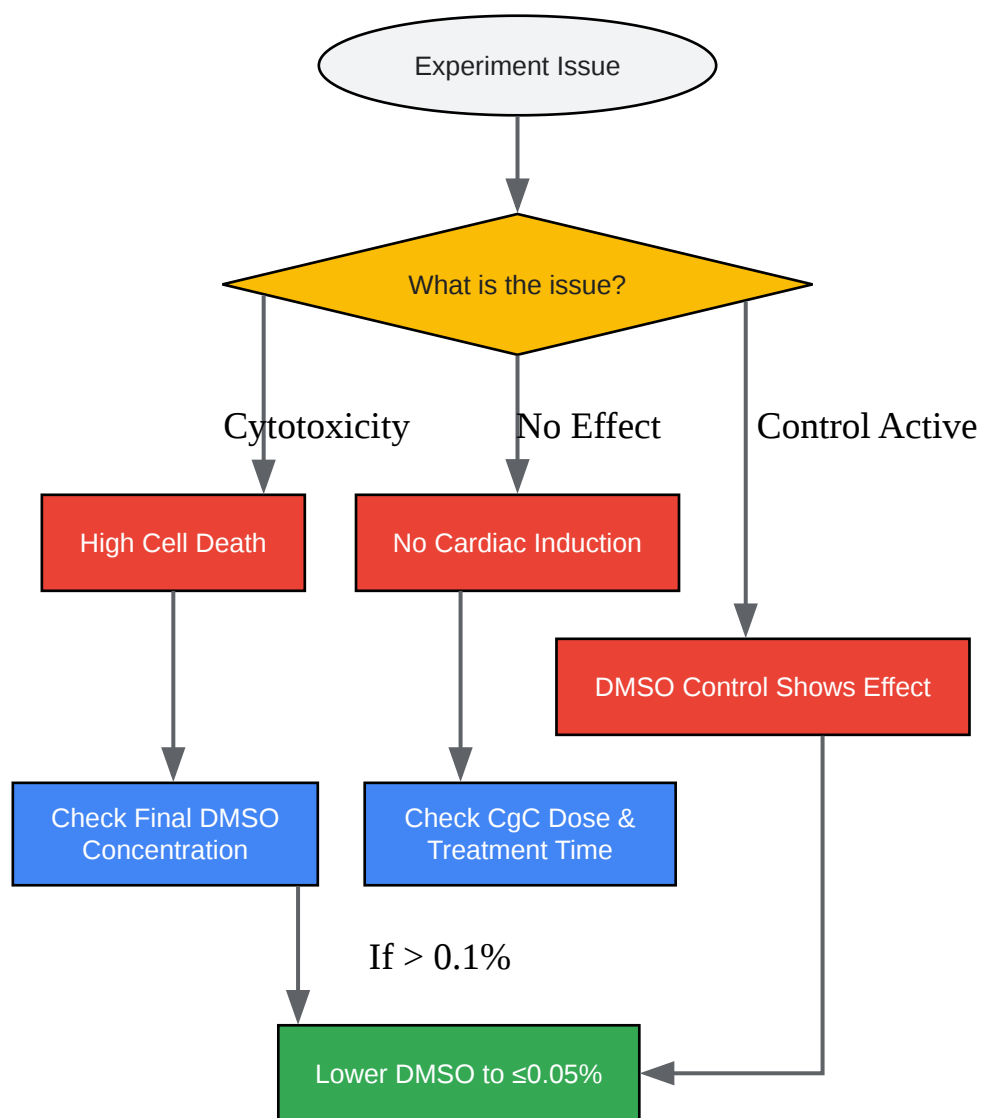 Experiment Issue
What is the issue?
Cytotoxicity
No Effect
Control Active
High Cell Death
No Cardiac Induction
DMSO Control Shows Effect
Check Final DMSO
Concentration
Check CgC Dose &
Treatment Time
If > 0.1%
Lower DMSO to ≤0.05%